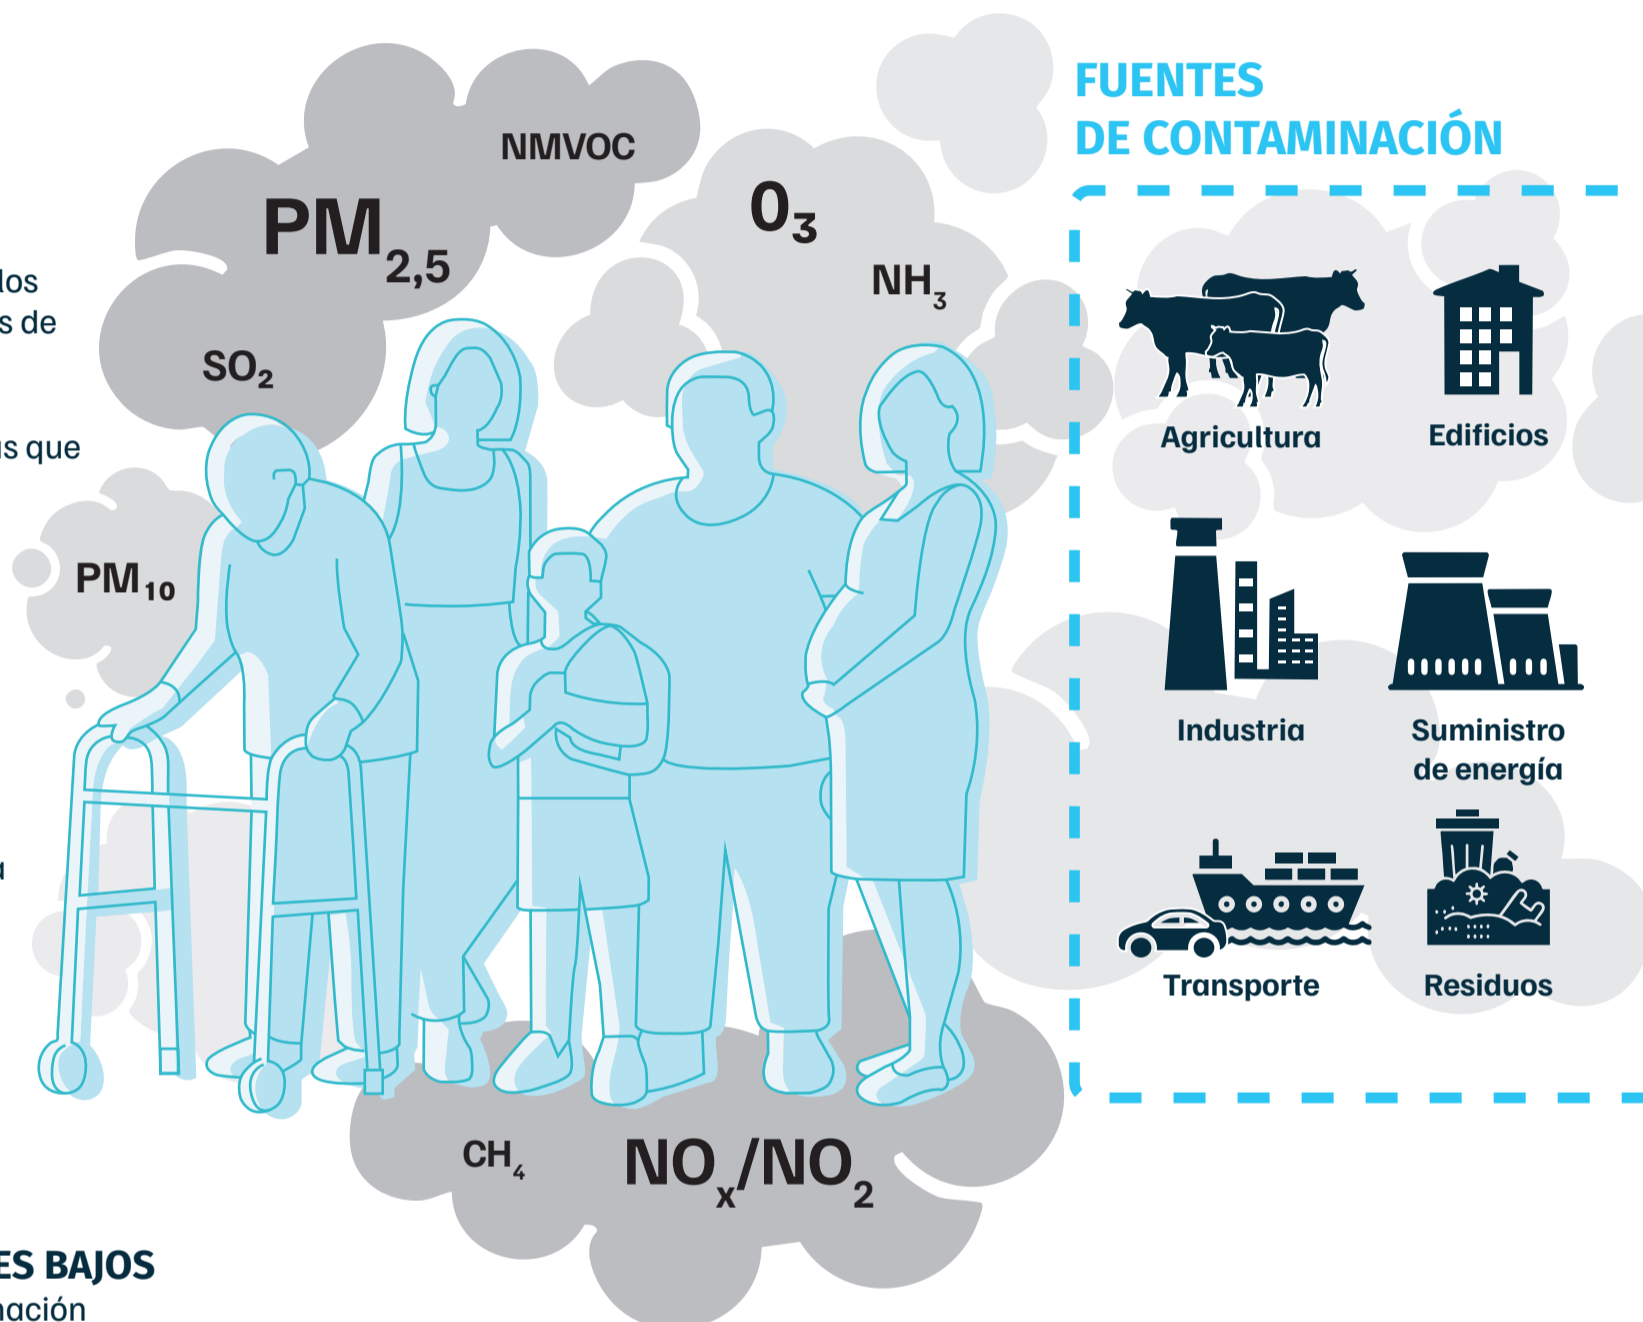 FUENTES
DE CONTAMINACIÓN
NMVOC
PM2,5
O3
NH3
SO2
PM10
los
s de
s que
Agricultura
Edificios
Industria
Suministro
de energía
Transporte
Residuos
CH4
NOx/NO2
ES BAJOS
nación